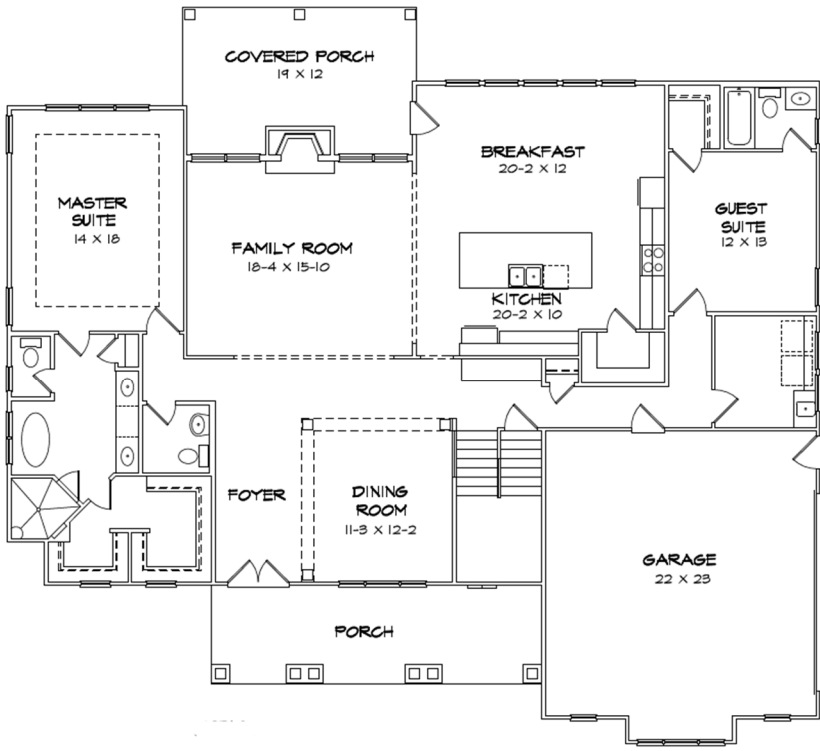 COVERED PORCH
19 X 12
BREAKFAST
20-2 X 12
MASTER
SUITE
14 X 18
GUEST
SUITE
12 X 13
FAMILY ROOM
18-4 X 15-10
KITCHEN
20-2 X 10
FOYER
DINING
ROOM
11-3 X 12-2
GARAGE
22 X 23
PORCH